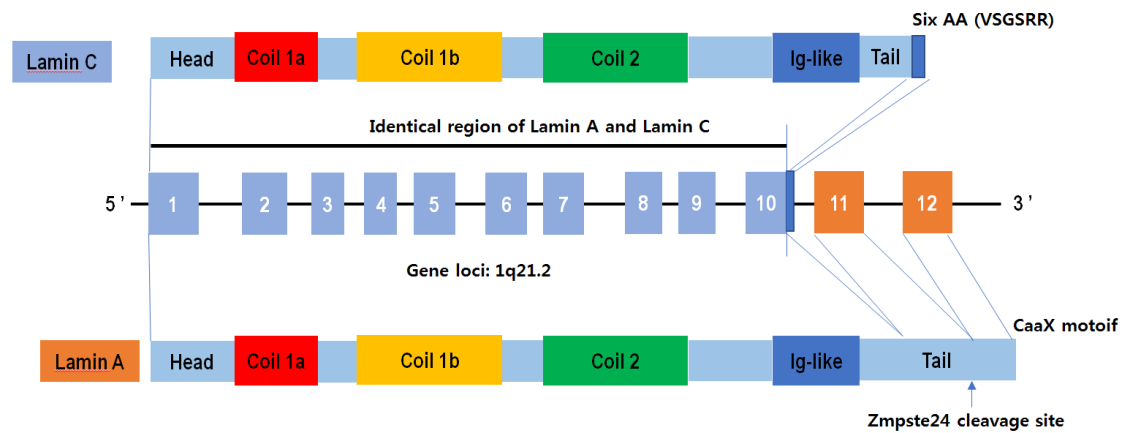 Six AA (VSGSRR)
Lamin C
Head
Coil 1a
Coil 1b
Coil 2
Ig-like
Tail
Identical region of Lamin A and Lamin C
5 '
1
2
3
4
5
6
7
8
9
10
11
12
3 '
Gene loci: 1q21.2
CaaX motoif
Lamin A
Head
Coil 1a
Coil 1b
Coil 2
Ig-like
Tail
Zmpste24 cleavage site